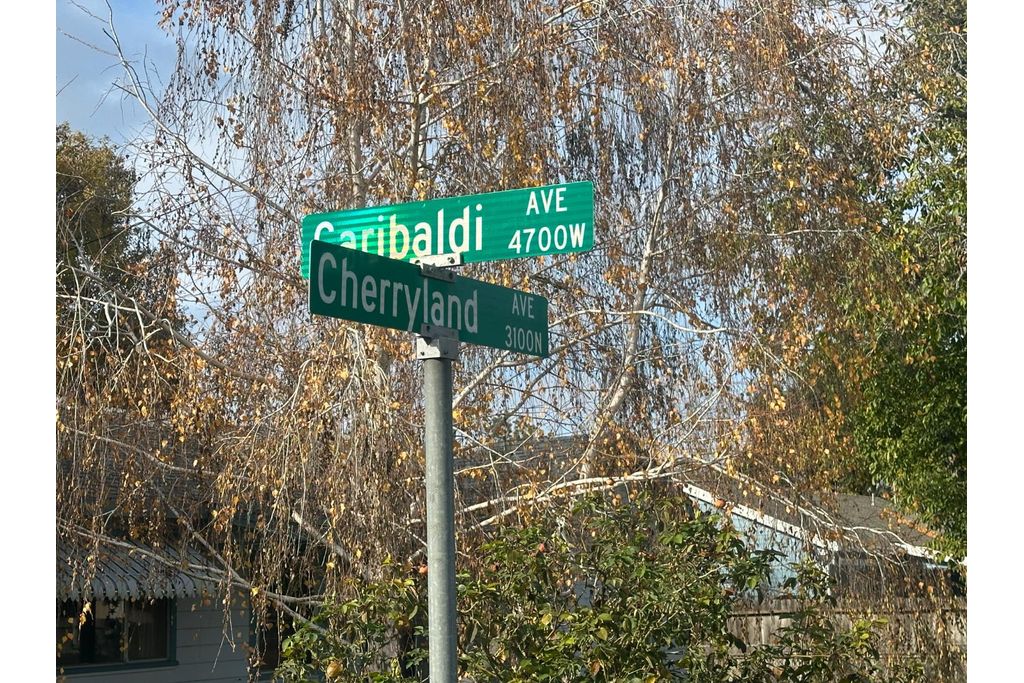 Garibaldi AVE
4700W
Cherryland AVE
3100N